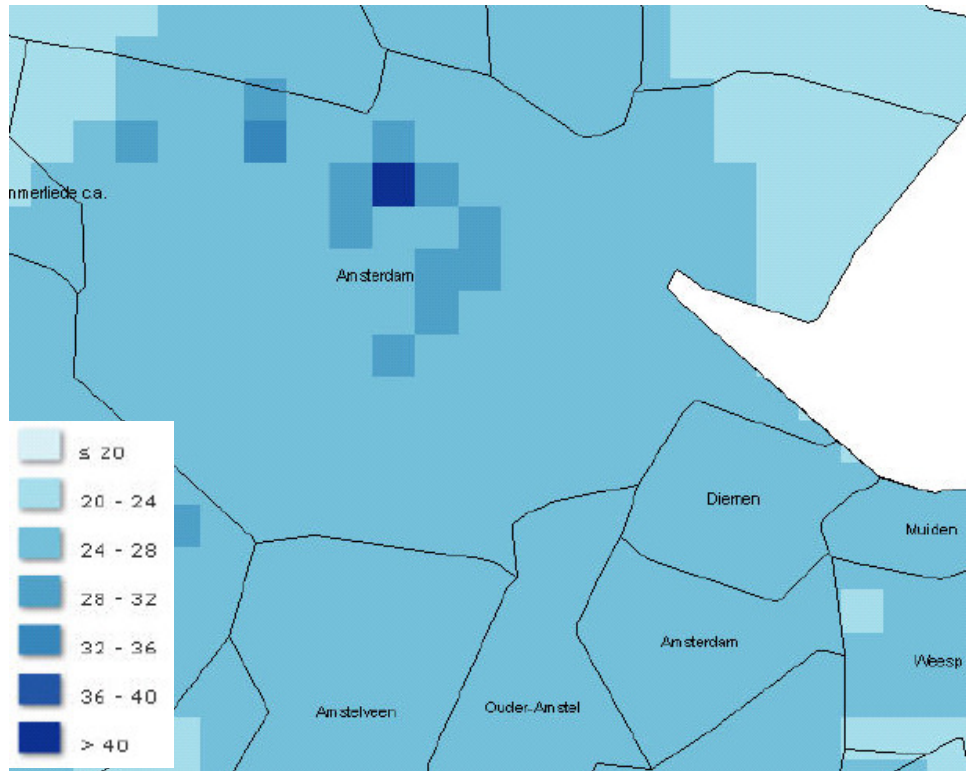 nmerliede c.a.
Amsterdam
≤ 20
20 - 24
24 - 28
28 - 32
32 - 36
36 - 40
> 40
Diemen
Muiden
Amsterdam
Weesp
Amstelveen
Ouder-Amstel